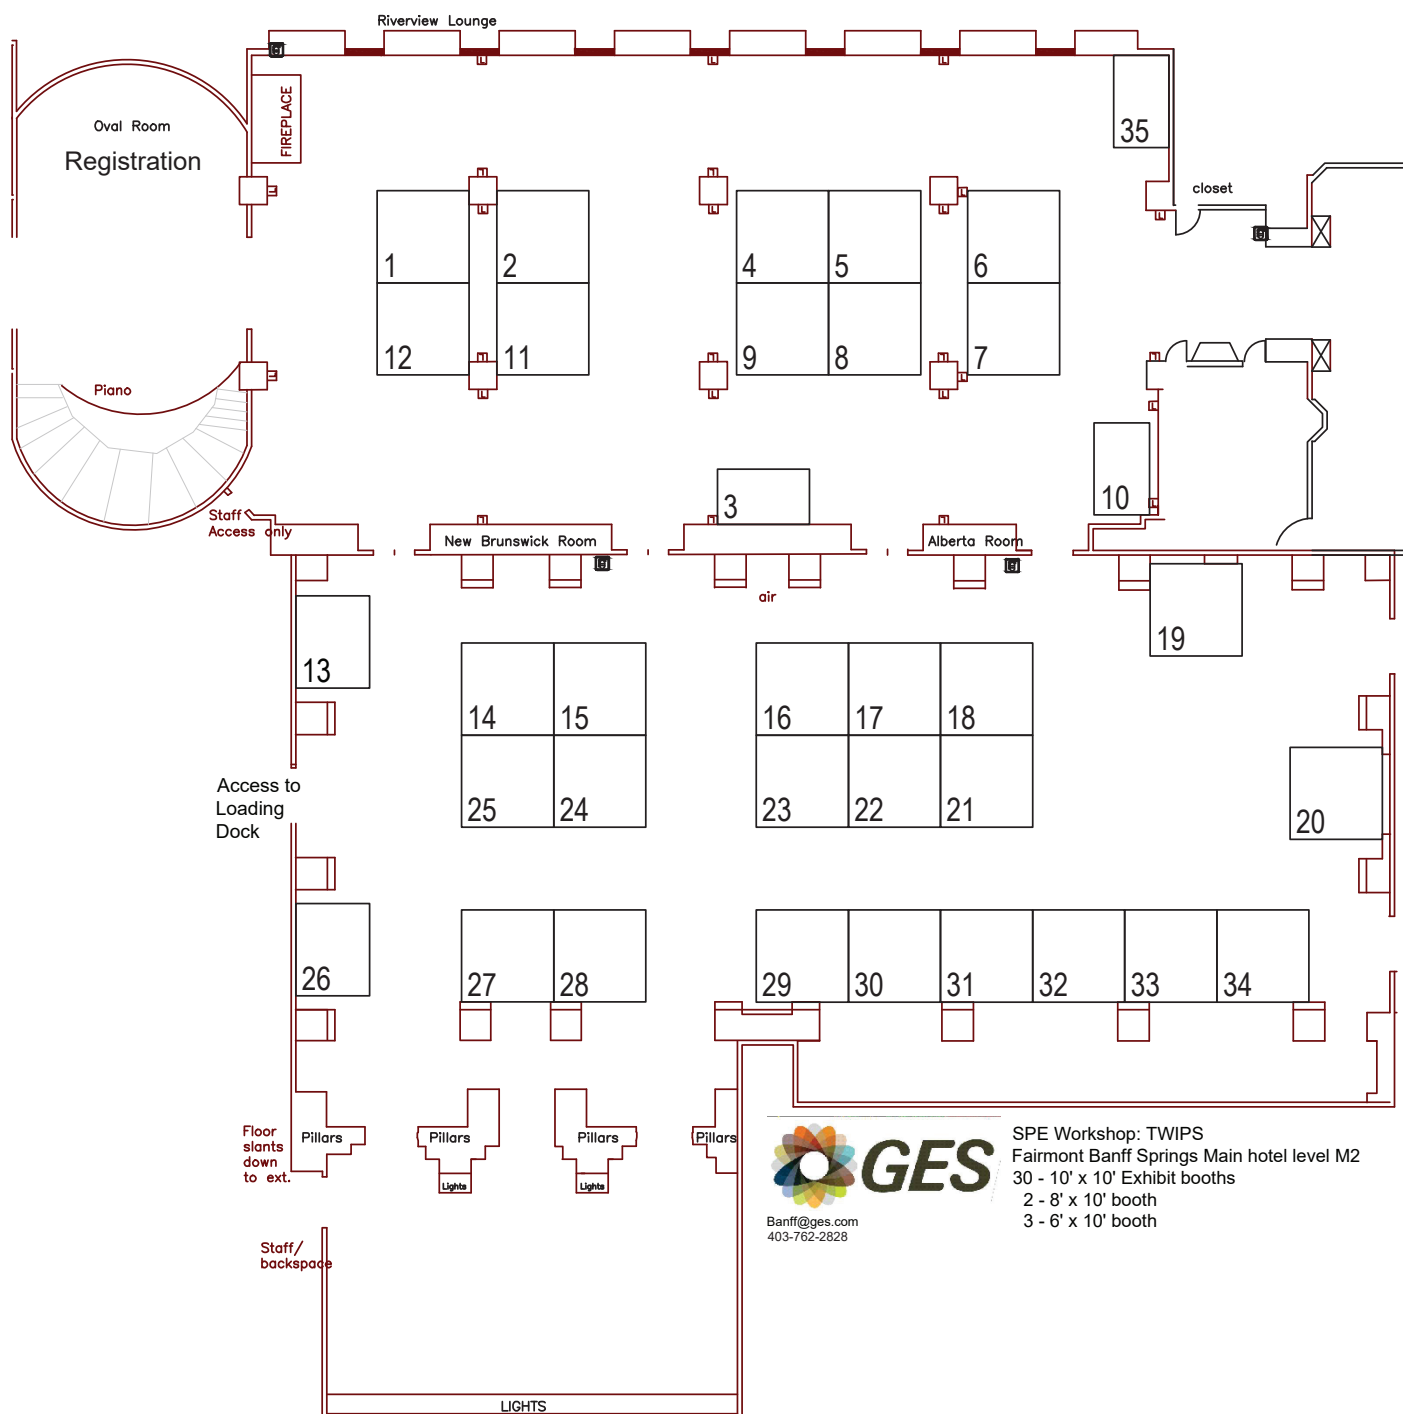 Riverview Lounge
FIREPLACE
Oval Room
Registration
35
closet
1
2
4
5
6
12
11
9
8
7
Piano
10
3
Staff
Access only
New Brunswick Room
Alberta Room
air
13
19
14
15
16
17
18
Access to
Loading
Dock
25
24
23
22
21
20
26
27
28
29
30
31
32
33
34
Floor
slants
down
to ext.
Pillars
Pillars
Pillars
Pillars
Lights
Lights
GES
Banff@ges.com
403-762-2828
SPE Workshop: TWIPS
Fairmont Banff Springs Main hotel level M2
30 - 10' x 10' Exhibit booths
2 - 8' x 10' booth
3 - 6' x 10' booth
Staff/
backspace
LIGHTS